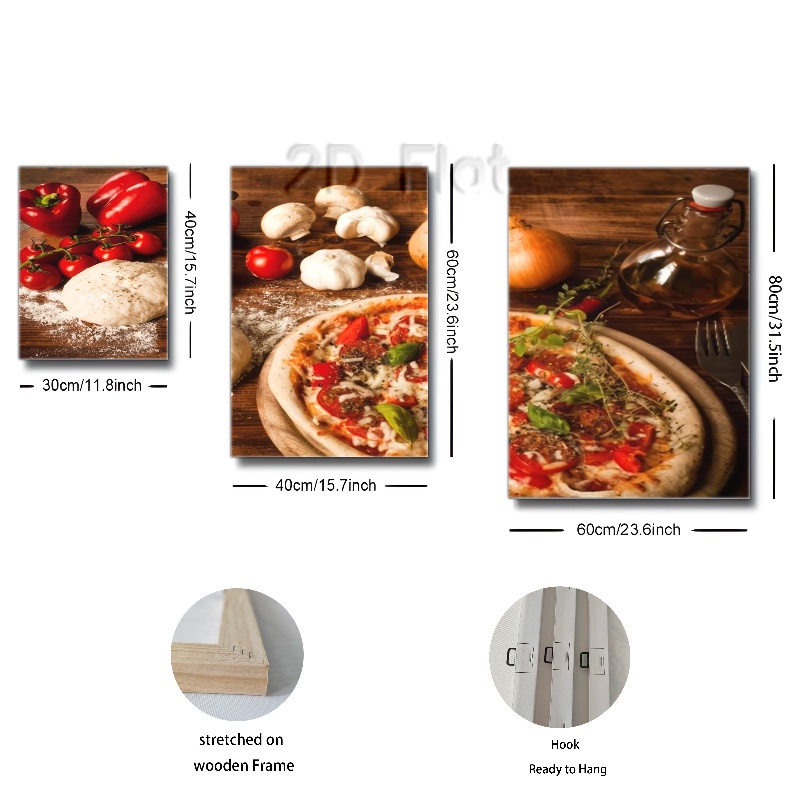 2D Flat
40cm/15.7inch
30cm/11.8inch
60cm/23.6inch
40cm/15.7inch
80cm/31.5inch
60cm/23.6inch
stretched on
wooden Frame
Hook
Ready to Hang